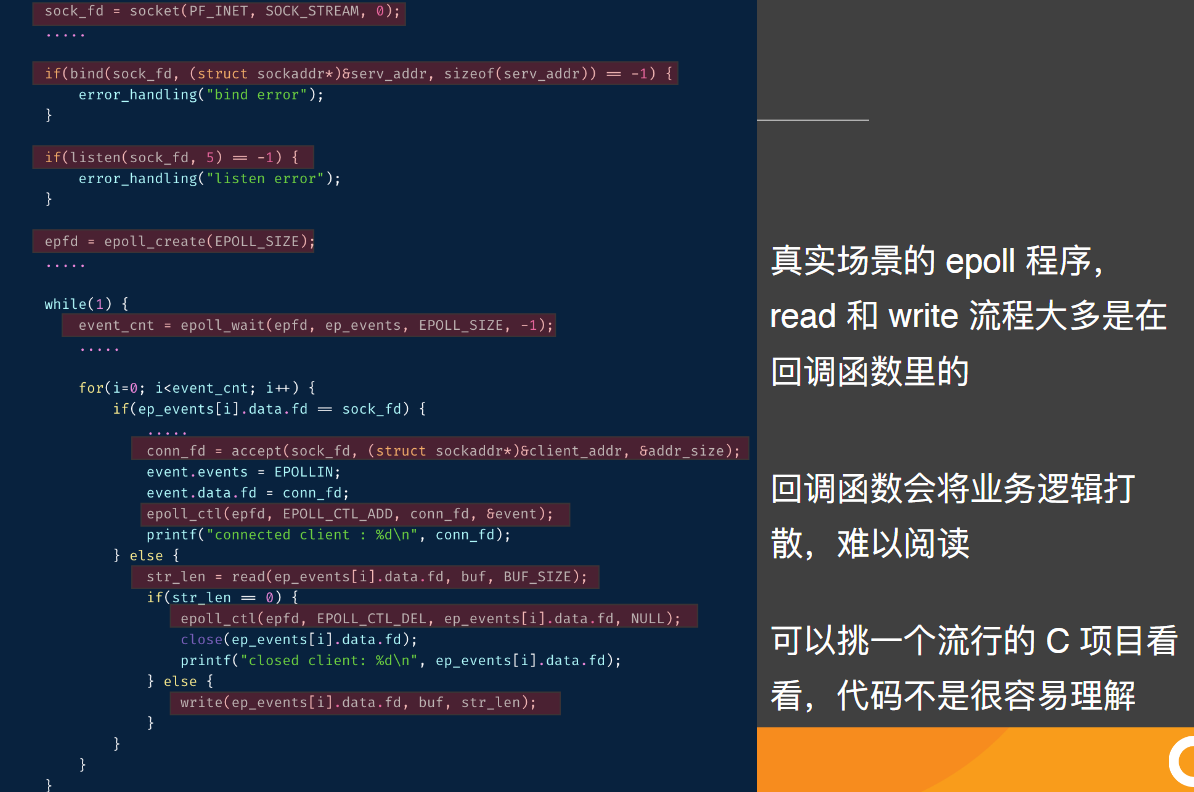 sock_fd = socket(PF_INET, SOCK_STREAM, 0);
.....
if(bind(sock_fd, (struct sockaddr*)&serv_addr, sizeof(serv_addr)) == -1) {
error_handling("bind error");
}
if(listen(sock_fd, 5) == -1) {
error_handling("listen error");
}
epfd = epoll_create(EPOLL_SIZE);
.....
while(1) {
event_cnt = epoll_wait(epfd, ep_events, EPOLL_SIZE, -1);
.....
for(i=0; i<event_cnt; i++) {
if(ep_events[i].data.fd == sock_fd) {
.....
conn_fd = accept(sock_fd, (struct sockaddr*)&client_addr, &addr_size);
event.events = EPOLLIN;
event.data.fd = conn_fd;
epoll_ctl(epfd, EPOLL_CTL_ADD, conn_fd, &event);
printf("connected client : %d\n", conn_fd);
} else {
str_len = read(ep_events[i].data.fd, buf, BUF_SIZE);
if(str_len == 0) {
epoll_ctl(epfd, EPOLL_CTL_DEL, ep_events[i].data.fd, NULL);
close(ep_events[i].data.fd);
printf("closed client: %d\n", ep_events[i].data.fd);
} else {
write(ep_events[i].data.fd, buf, str_len);
}
}
}
}
真实场景的 epoll 程序，
read 和 write 流程大多是在
回调函数里的
回调函数会将业务逻辑打
散，难以阅读
可以挑一个流行的 C 项目看
看，代码不是很容易理解